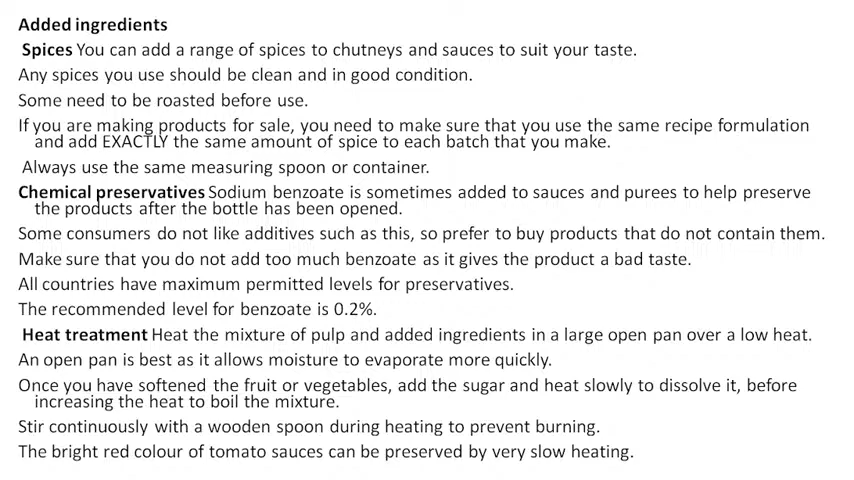 Added ingredients
Spices You can add a range of spices to chutneys and sauces to suit your taste.
Any spices you use should be clean and in good condition.
Some need to be roasted before use.
If you are making products for sale, you need to make sure that you use the same recipe formulation
and add EXACTLY the same amount of spice to each batch that you make.
Always use the same measuring spoon or container.
Chemical preservatives Sodium benzoate is sometimes added to sauces and purees to help preserve
the products after the bottle has been opened.
Some consumers do not like additives such as this, so prefer to buy products that do not contain them.
Make sure that you do not add too much benzoate as it gives the product a bad taste.
All countries have maximum permitted levels for preservatives.
The recommended level for benzoate is 0.2%.
Heat treatment Heat the mixture of pulp and added ingredients in a large open pan over a low heat.
An open pan is best as it allows moisture to evaporate more quickly.
Once you have softened the fruit or vegetables, add the sugar and heat slowly to dissolve it, before
increasing the heat to boil the mixture.
Stir continuously with a wooden spoon during heating to prevent burning.
The bright red colour of tomato sauces can be preserved by very slow heating.